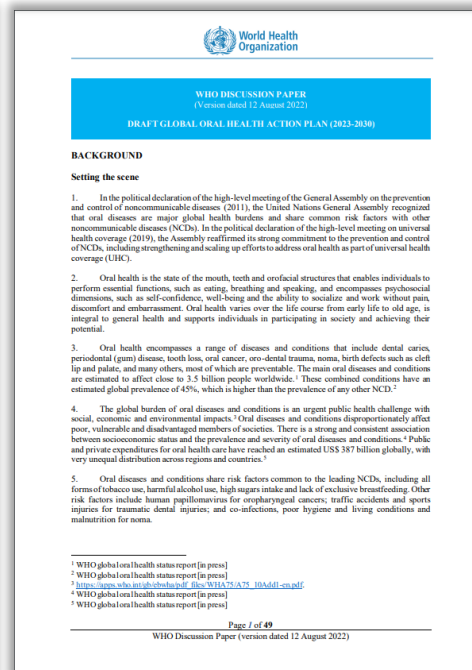 World Health
Organization
WHO DISCUSSION PAPER
(Version dated 12 August 2022)
DRAFT GLOBAL ORAL HEALTH ACTION PLAN (2023-2030)
BACKGROUND
Setting the scene
1. In the political declaration of the high-level meeting of the General Assembly on the prevention
and control of noncommunicable diseases (2011), the United Nations General Assembly recognized
that oral diseases are major global health burdens and share common risk factors with other
noncommunicable diseases (NCDs). In the political declaration of the high-level meeting on universal
health coverage (2019), the Assembly reaffirmed its strong commitment to the prevention and control
of NCDs, including strengthening and scaling up efforts to address oral health as part of universal health
coverage (UHC).
2. Oral health is the state of the mouth, teeth and orofacial structures that enables individuals to
perform essential functions, such as eating, breathing and speaking, and encompasses psychosocial
dimensions, such as self-confidence, well-being and the ability to socialize and work without pain,
discomfort and embarrassment. Oral health varies over the life course from early life to old age, is
integral to general health and supports individuals in participating in society and achieving their
potential.
3. Oral health encompasses a range of diseases and conditions that include dental caries,
periodontal (gum) disease, tooth loss, oral cancer, oro-dental trauma, noma, birth defects such as cleft
lip and palate, and many others, most of which are preventable. The main oral diseases and conditions
are estimated to affect close to 3.5 billion people worldwide.1 These combined conditions have an
estimated global prevalence of 45%, which is higher than the prevalence of any other NCD.2
4. The global burden of oral diseases and conditions is an urgent public health challenge with
social, economic and environmental impacts.3 Oral diseases and conditions disproportionately affect
poor, vulnerable and disadvantaged members of societies. There is a strong and consistent association
between socioeconomic status and the prevalence and severity of oral diseases and conditions.4 Public
and private expenditures for oral health care have reached an estimated US$ 387 billion globally, with
very unequal distribution across regions and countries.5
5. Oral diseases and conditions share risk factors common to the leading NCDs, including all
forms of tobacco use, harmful alcohol use, high sugars intake and lack of exclusive breastfeeding. Other
risk factors include human papillomavirus for oropharyngeal cancers; traffic accidents and sports
injuries for traumatic dental injuries; and co-infections, poor hygiene and living conditions and
malnutrition for noma.
1 WHO global oral health status report [in press]
2 WHO global oral health status report [in press]
3 https://apps.who.int/gb/ebwha/pdf_files/WHA75/A75_10Add1-en.pdf.
4 WHO global oral health status report [in press]
5 WHO global oral health status report [in press]
Page 1 of 49
WHO Discussion Paper (version dated 12 August 2022)